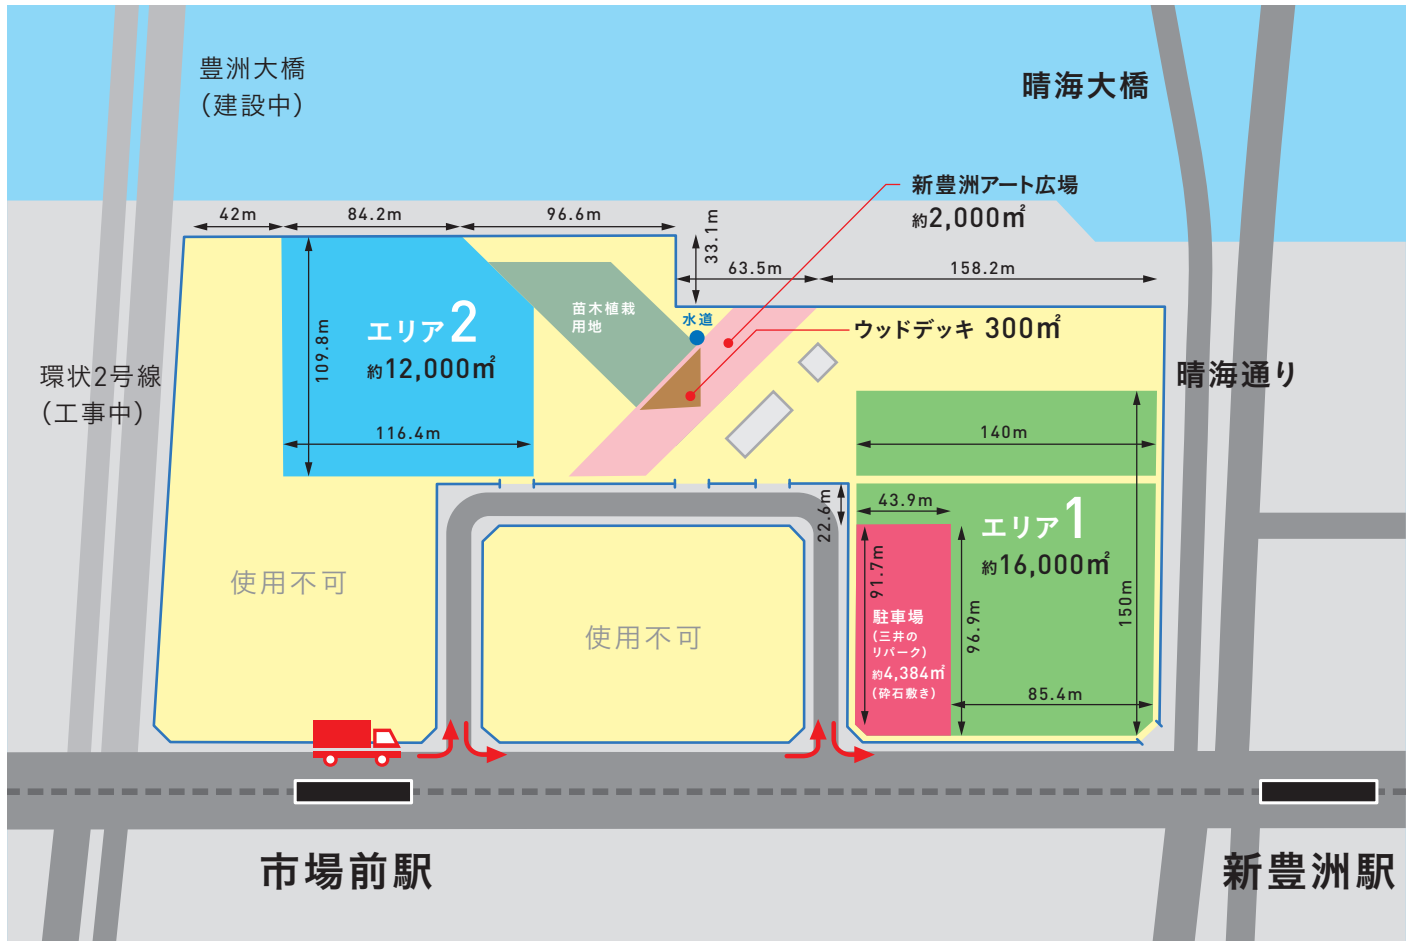 豊洲大橋
（建設中）
晴海大橋
新豊洲アート広場
約2,000㎡
42m
84.2m
96.6m
33.1m
63.5m
158.2m
苗木植栽
用地
水道
ウッドデッキ 300㎡
エリア2
約12,000㎡
109.8m
116.4m
環状2号線
（工事中）
晴海通り
140m
22.6m
43.9m
エリア1
約16,000㎡
91.7m
96.9m
150m
駐車場
（三井の
リパーク）
約4,384㎡
（砕石敷き）
85.4m
使用不可
使用不可
市場前駅
新豊洲駅